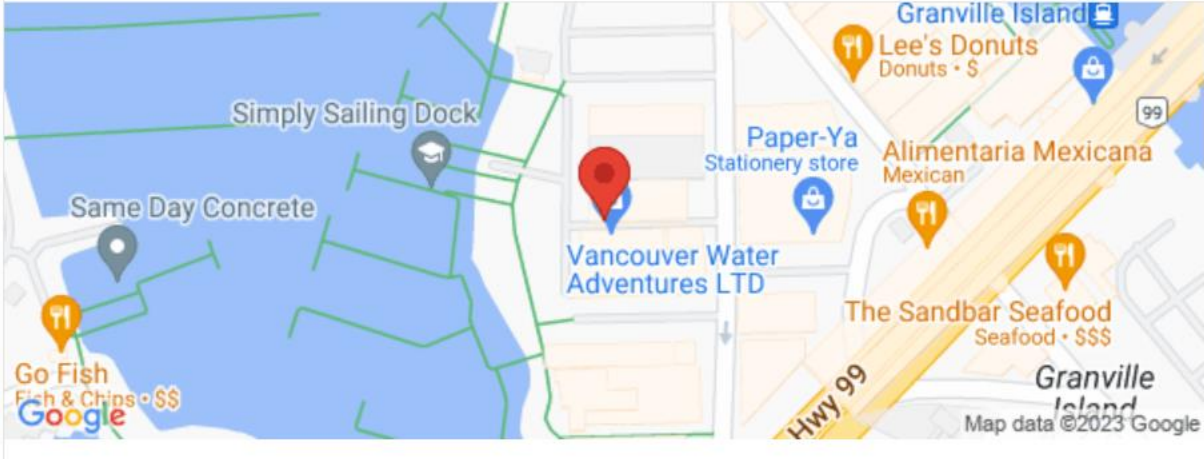 Granville Island
Lee's Donuts
Donuts • $
99
Simply Sailing Dock
Paper-Ya
Stationery store
Alimentaria Mexicana
Mexican
Same Day Concrete
Vancouver Water
Adventures LTD
The Sandbar Seafood
Seafood • $$$
Go Fish
Fish & Chips • $$
Google
Hwy 99
Granville
Island
Map data ©2023 Google